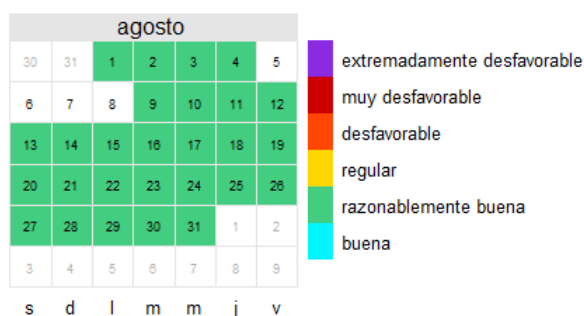 agosto
30 31 1 2 3 4 5
6 7 8 9 10 11 12
13 14 15 16 17 18 19
20 21 22 23 24 25 26
27 28 29 30 31 1 2
3 4 5 6 7 8 9
s d l m m j v
extremadamente desfavorable
muy desfavorable
desfavorable
regular
razonablemente buena
buena